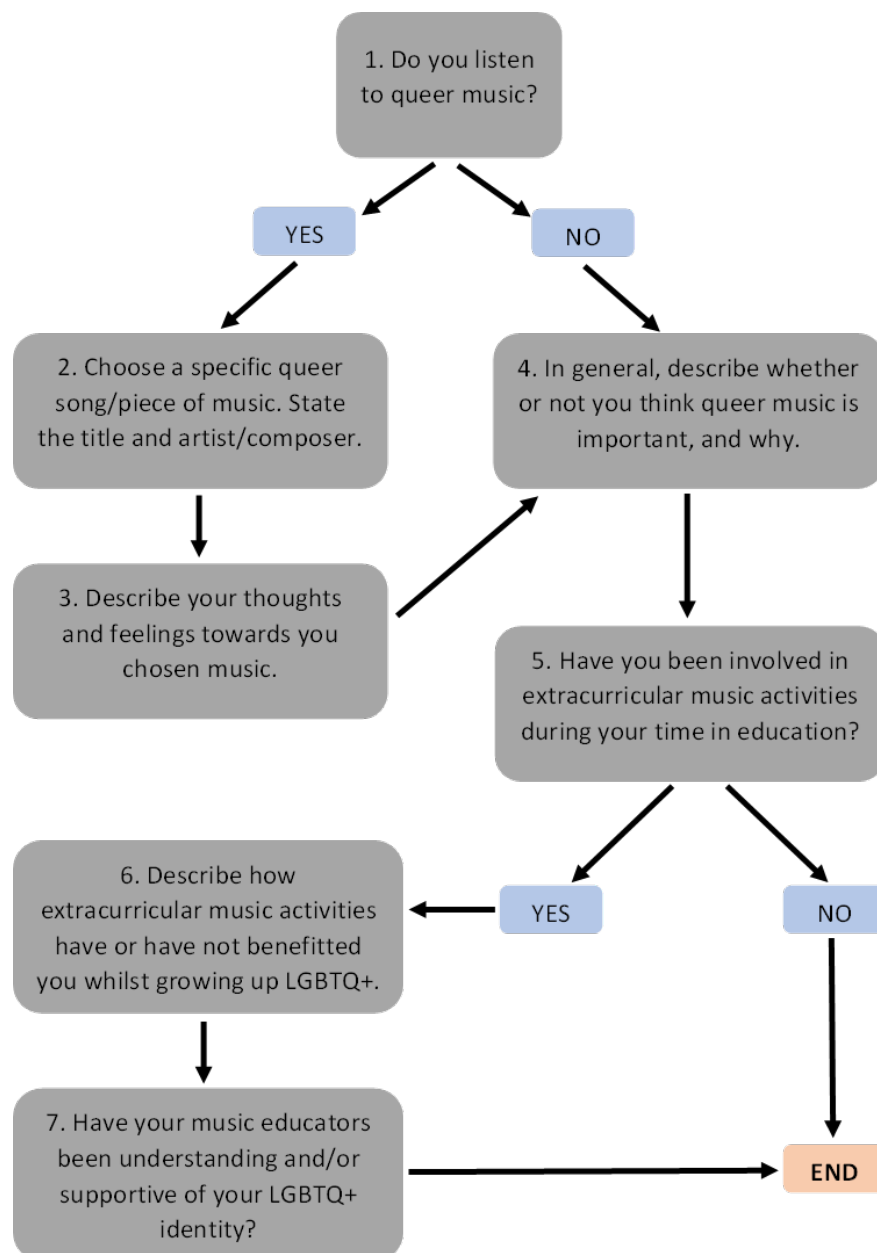 1. Do you listen
to queer music?
YES
NO
2. Choose a specific queer
song/piece of music. State
the title and artist/composer.
4. In general, describe whether
or not you think queer music is
important, and why.
3. Describe your thoughts
and feelings towards you
chosen music.
5. Have you been involved in
extracurricular music activities
during your time in education?
6. Describe how
extracurricular music activities
have or have not benefitted
you whilst growing up LGBTQ+.
YES
NO
7. Have your music educators
been understanding and/or
supportive of your LGBTQ+
identity?
END